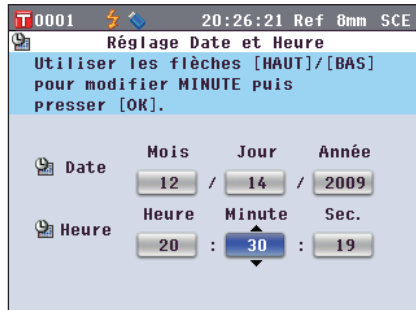 T 0001 20:26:21 Ref 8mm SCE
Réglage Date et Heure
Utiliser les flèches [HAUT]/[BAS]
pour modifier MINUTE puis
presser [OK].
Mois Jour Année
Date 12 / 14 / 2009
Heure Minute Sec.
Heure 20 : 30 : 19